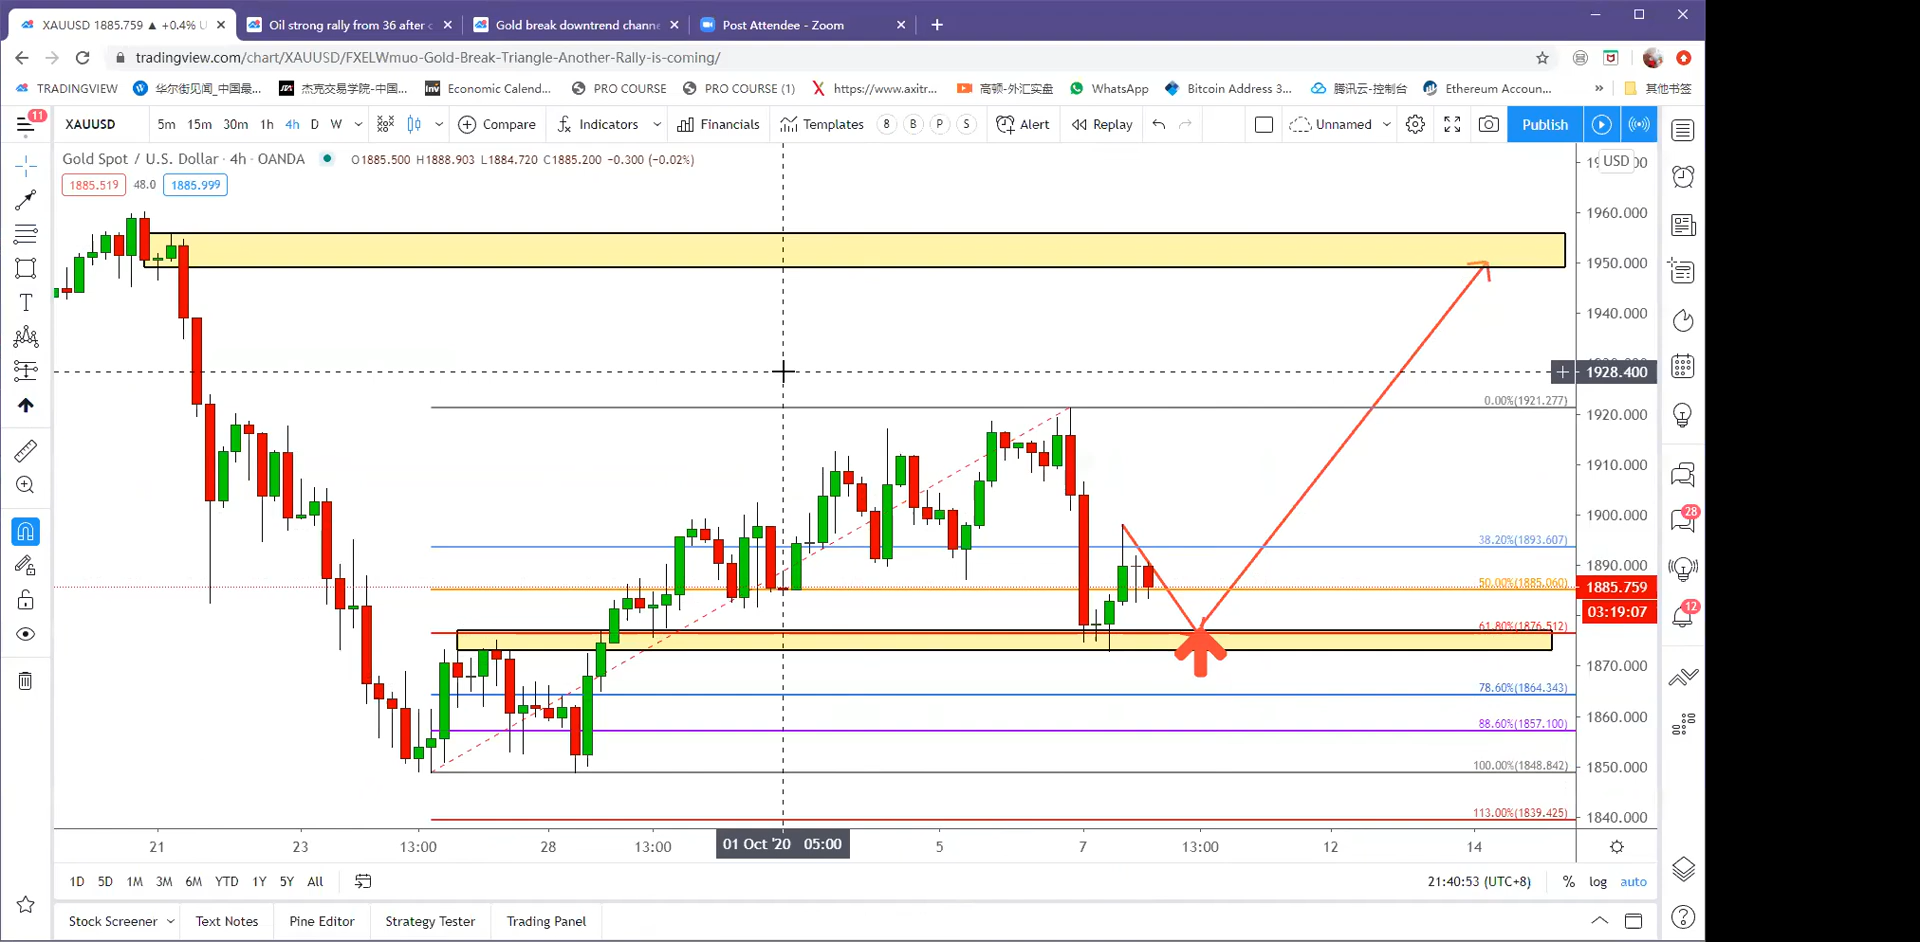 XAUUSD 1885.759 ▲ +0.4% U
Oil strong rally from 36 after
Gold break downtrend chann
Post Attendee - Zoom
tradingview.com/chart/XAUUSD/FXELWmuo-Gold-Break-Triangle-Another-Rally-is-coming/
TRADINGVIEW 华尔街见闻_中国最... 杰克交易学院-中国... Economic Calend... PRO COURSE PRO COURSE (1) https://www.axitr... 高顿-外汇实盘 WhatsApp Bitcoin Address 3... 腾讯云-控制台 Ethereum Accoun... » 其他书签
11 XAUUSD 5m 15m 30m 1h 4h D W Compare Indicators Financials Templates 8 B P S Alert Replay Unnamed Publish
Gold Spot / U.S. Dollar · 4h · OANDA O1885.500 H1888.903 L1884.720 C1885.200 −0.300 (−0.02%)
USD
1885.519 48.0 1885.999
1960.000
1950.000
1940.000
1928.400
0.00%(1921.277)
1920.000
1910.000
1900.000
38.20%(1893.607)
1890.000
50.00%(1885.060)
1885.759
03:19:07
61.80%(1876.512)
1870.000
78.60%(1864.343)
1860.000
88.60%(1857.100)
100.00%(1848.842)
1850.000
113.00%(1839.425)
1840.000
28
12
21 23 13:00 28 13:00 01 Oct '20 05:00 5 7 13:00 12 14
1D 5D 1M 3M 6M YTD 1Y 5Y All 21:40:53 (UTC+8) % log auto
Stock Screener Text Notes Pine Editor Strategy Tester Trading Panel